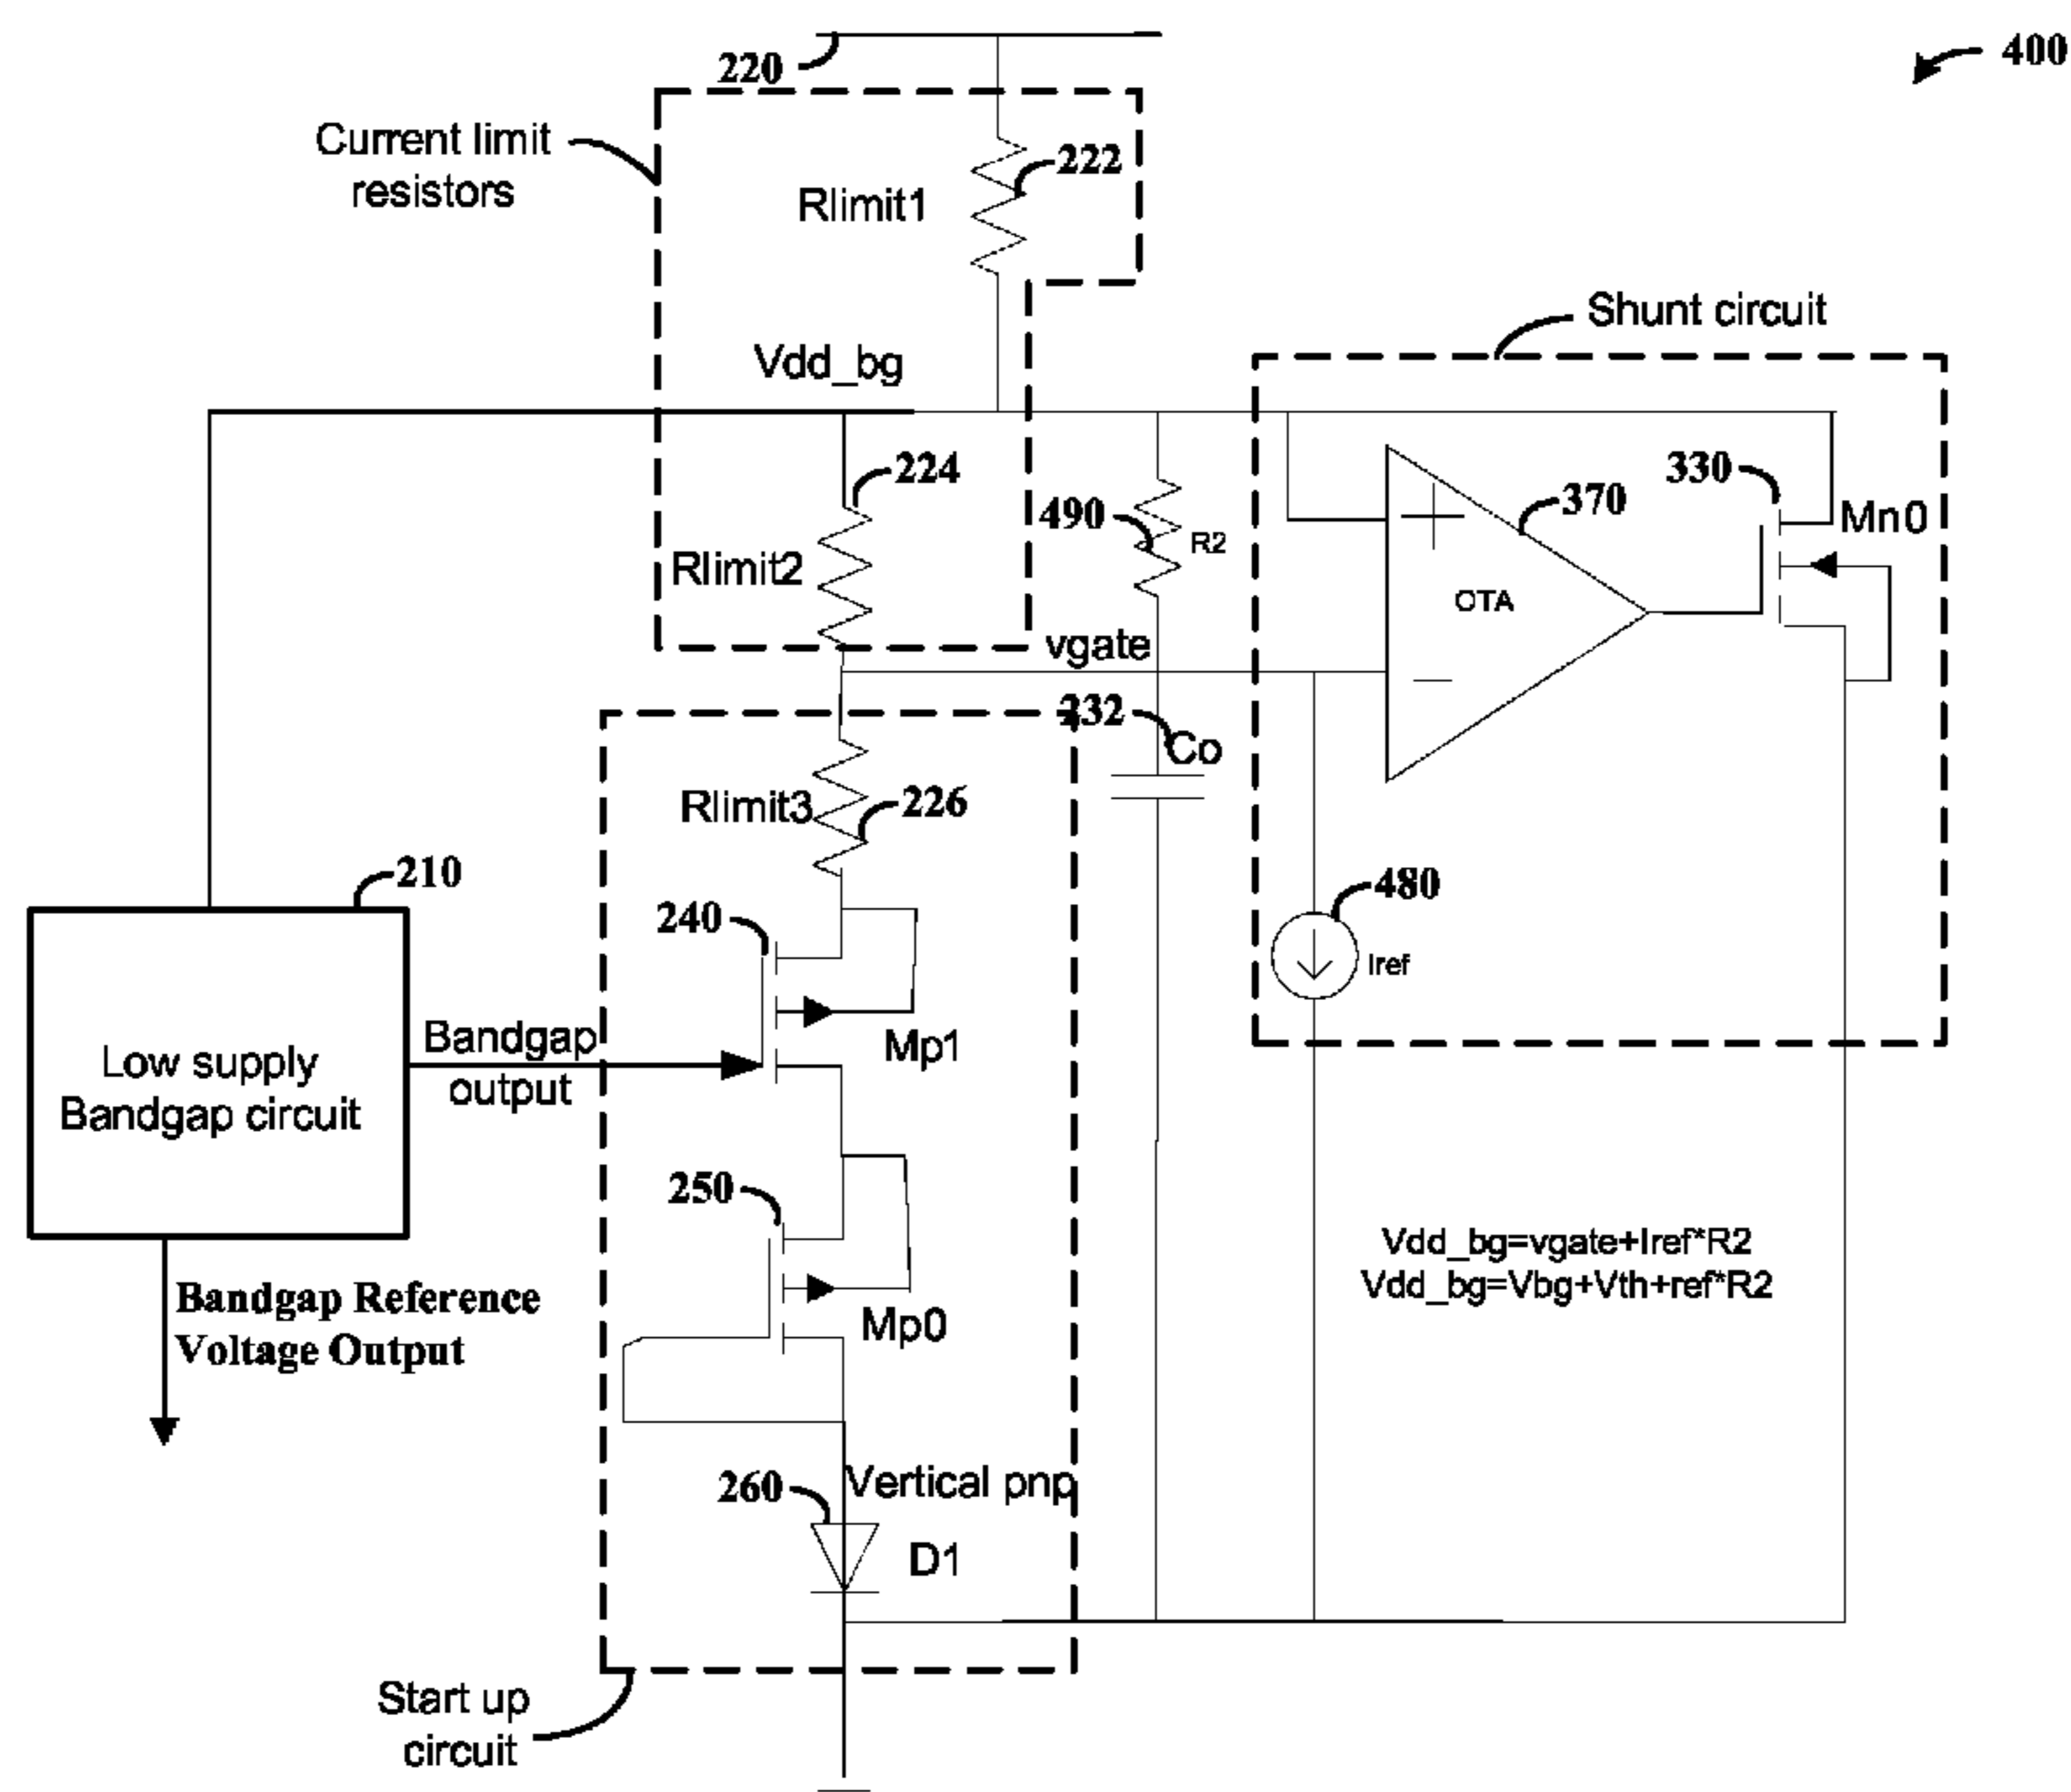 400
220
Current limit
resistors
222
Rlimit1
Shunt circuit
Vdd_bg
224
330
370
490
Mn0
R2
Rlimit2
OTA
vgate
232
Co
Rlimit3
226
210
480
240
Iref
Low supply
Bandgap circuit
Bandgap
output
Mp1
250
Vdd_bg=vgate+Iref*R2
Vdd_bg=Vbg+Vth+ref*R2
Bandgap Reference
Voltage Output
Mp0
260
Vertical pnp
D1
Start up
circuit